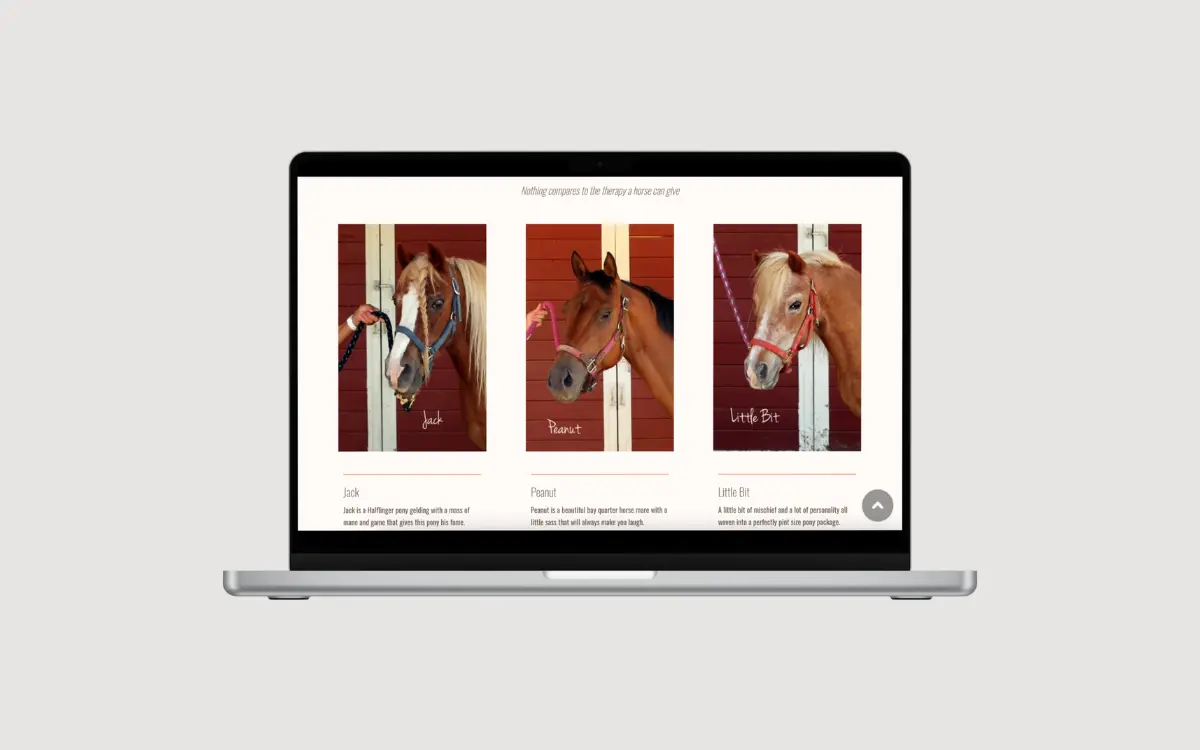 Nothing compares to the therapy a horse can give
Jack
Peanut
Little Bit
Jack
Jack is a Halflinger pony gelding with a mass of
mane and game that gives this pony his fame.
Peanut
Peanut is a beautiful bay quarter horse mare with a
little sass that will always make you laugh.
Little Bit
A little bit of mischief and a lot of personality all
woven into a perfectly pint size pony package.